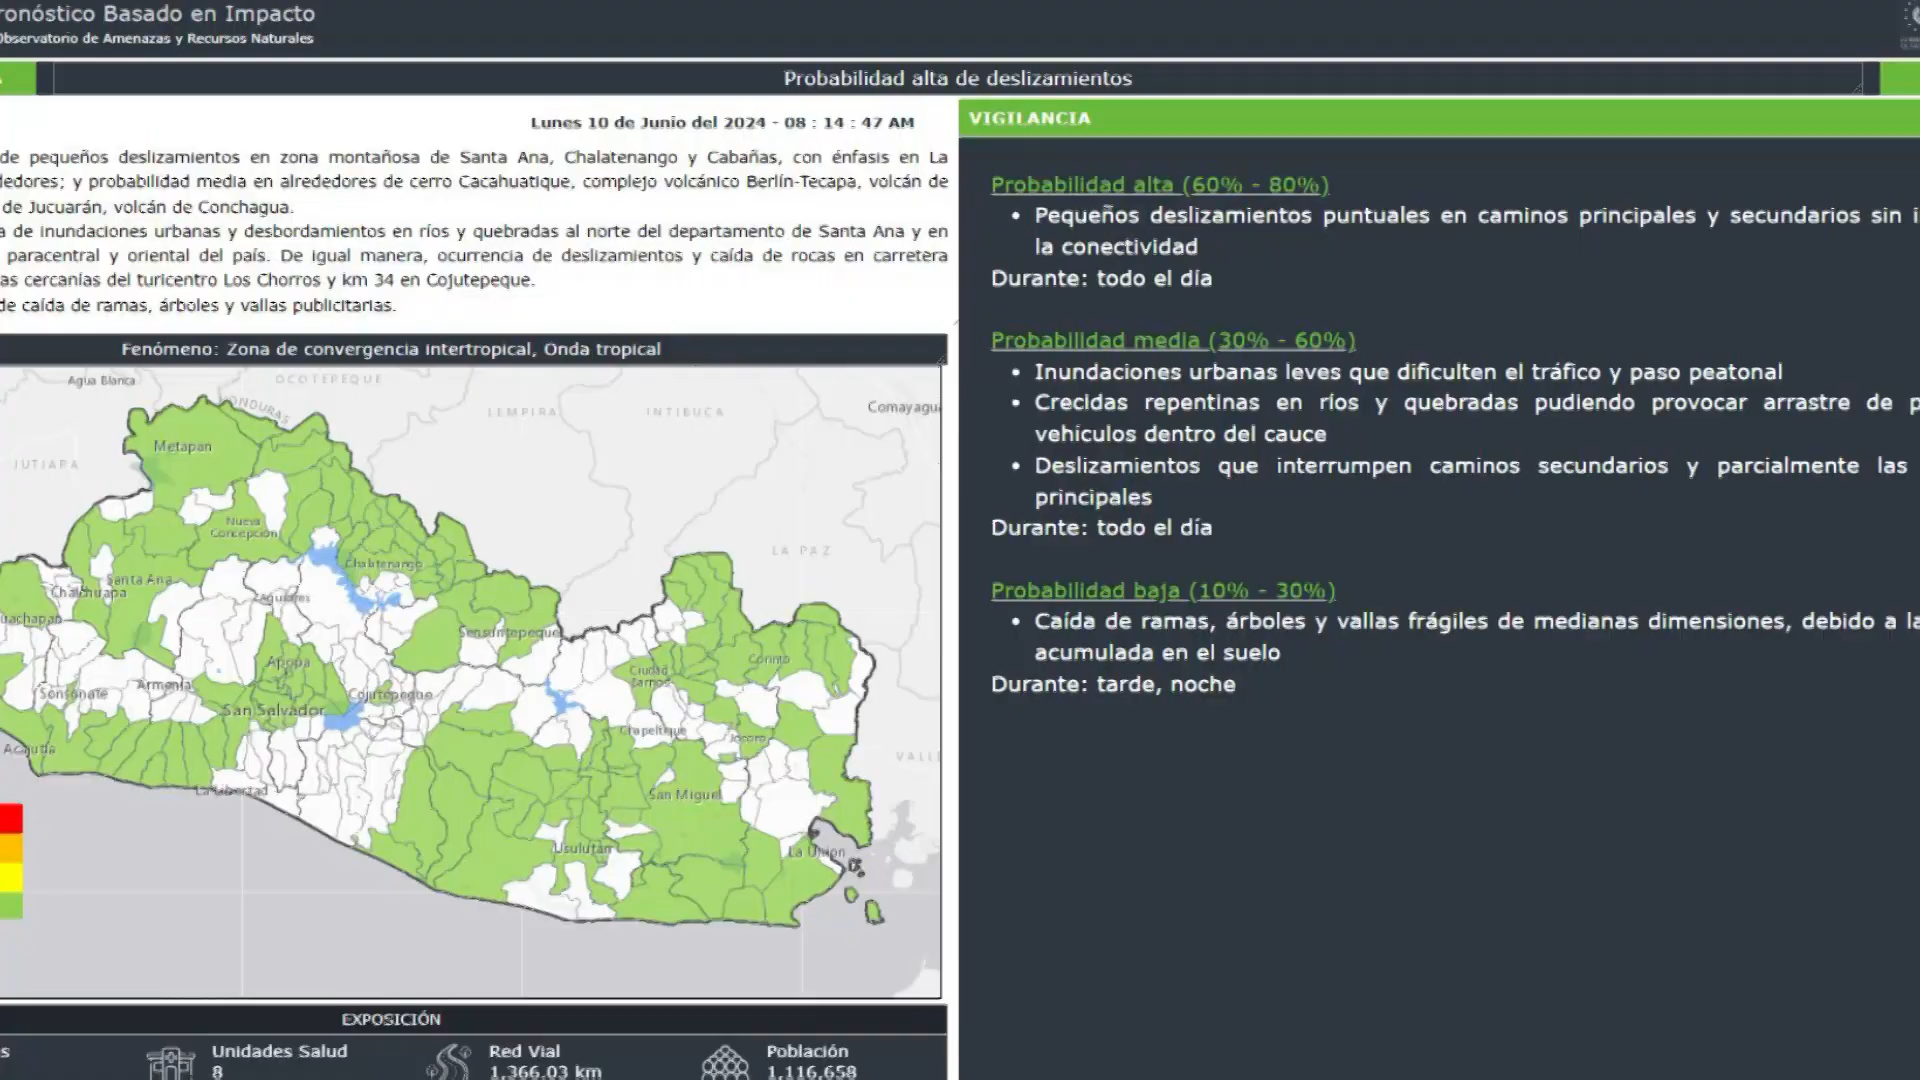 ronóstico Basado en Impacto
Observatorio de Amenazas y Recursos Naturales
Probabilidad alta de deslizamientos
Lunes 10 de Junio del 2024 - 08 : 14 : 47 AM
de pequeños deslizamientos en zona montañosa de Santa Ana, Chalatenango y Cabañas, con énfasis en La
dedores; y probabilidad media en alrededores de cerro Cacahuatique, complejo volcánico Berlín-Tecapa, volcán de
de Jucuarán, volcán de Conchagua.
a de inundaciones urbanas y desbordamientos en ríos y quebradas al norte del departamento de Santa Ana y en
paracentral y oriental del país. De igual manera, ocurrencia de deslizamientos y caída de rocas en carretera
as cercanías del turicentro Los Chorros y km 34 en Cojutepeque.
de caída de ramas, árboles y vallas publicitarias.
Fenómeno: Zona de convergencia intertropical, Onda tropical
Agua Blanca
OCOTEPEQUE
HONDURAS
LEMPIRA
INTIBUCA
Comayagu
Metapan
JUTIAPA
Nueva
Concepción
LA PAZ
Chalatenango
Santa Ana
Chalchuapa
Aguilares
uachapan
Sensuntepeque
Apopa
Corinto
Ciudad
Barrios
Armenia
Sonsonate
Cojutepeque
San Salvador
Chapeltique
Jocoro
Acajutla
VALLE
La Libertad
San Miguel
Usulután
La Union
EXPOSICIÓN
s
Unidades Salud
8
Red Vial
1,366.03 km
Población
1,116,658
VIGILANCIA
Probabilidad alta (60% - 80%)
• Pequeños deslizamientos puntuales en caminos principales y secundarios sin i
la conectividad
Durante: todo el día
Probabilidad media (30% - 60%)
• Inundaciones urbanas leves que dificulten el tráfico y paso peatonal
• Crecidas repentinas en ríos y quebradas pudiendo provocar arrastre de p
vehículos dentro del cauce
• Deslizamientos que interrumpen caminos secundarios y parcialmente las
principales
Durante: todo el día
Probabilidad baja (10% - 30%)
• Caída de ramas, árboles y vallas frágiles de medianas dimensiones, debido a la
acumulada en el suelo
Durante: tarde, noche